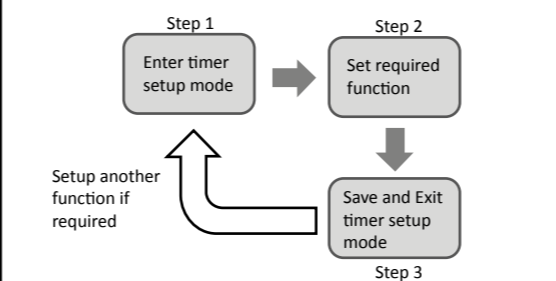 Step 1
Enter timer
setup mode
Step 2
Set required
function
Setup another
function if
required
Save and Exit
timer setup
mode
Step 3